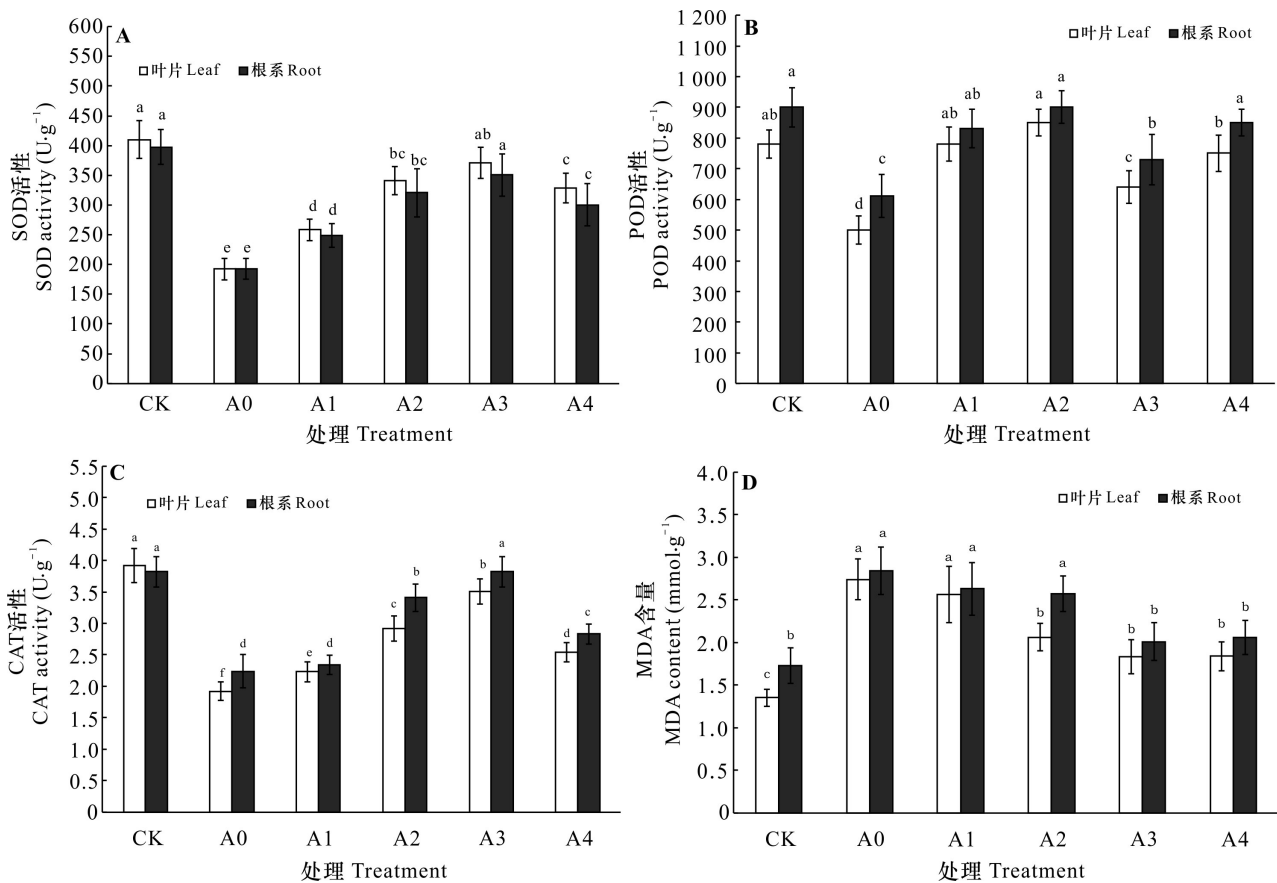 A
600
550
500
450
400
350
300
250
200
150
100
50
0
SOD活性
SOD activity (U·g⁻¹)
叶片 Leaf 根系 Root
a a
e e
d d
bc bc
ab a
c c
CK A0 A1 A2 A3 A4
处理 Treatment
B
1 200
1 100
1 000
900
800
700
600
500
400
300
200
100
0
POD活性
POD activity (U·g⁻¹)
叶片 Leaf 根系 Root
ab a
d c
ab ab
a a
c b
b a
CK A0 A1 A2 A3 A4
处理 Treatment
C
5.5
5.0
4.5
4.0
3.5
3.0
2.5
2.0
1.5
1.0
0.5
0
CAT活性
CAT activity (U·g⁻¹)
叶片 Leaf 根系 Root
a a
f d
e d
c b
b a
d c
CK A0 A1 A2 A3 A4
处理 Treatment
D
4.0
3.5
3.0
2.5
2.0
1.5
1.0
0.5
0
MDA含量
MDA content (mmol·g⁻¹)
叶片 Leaf 根系 Root
c b
a a
a a
b a
b b
b b
CK A0 A1 A2 A3 A4
处理 Treatment